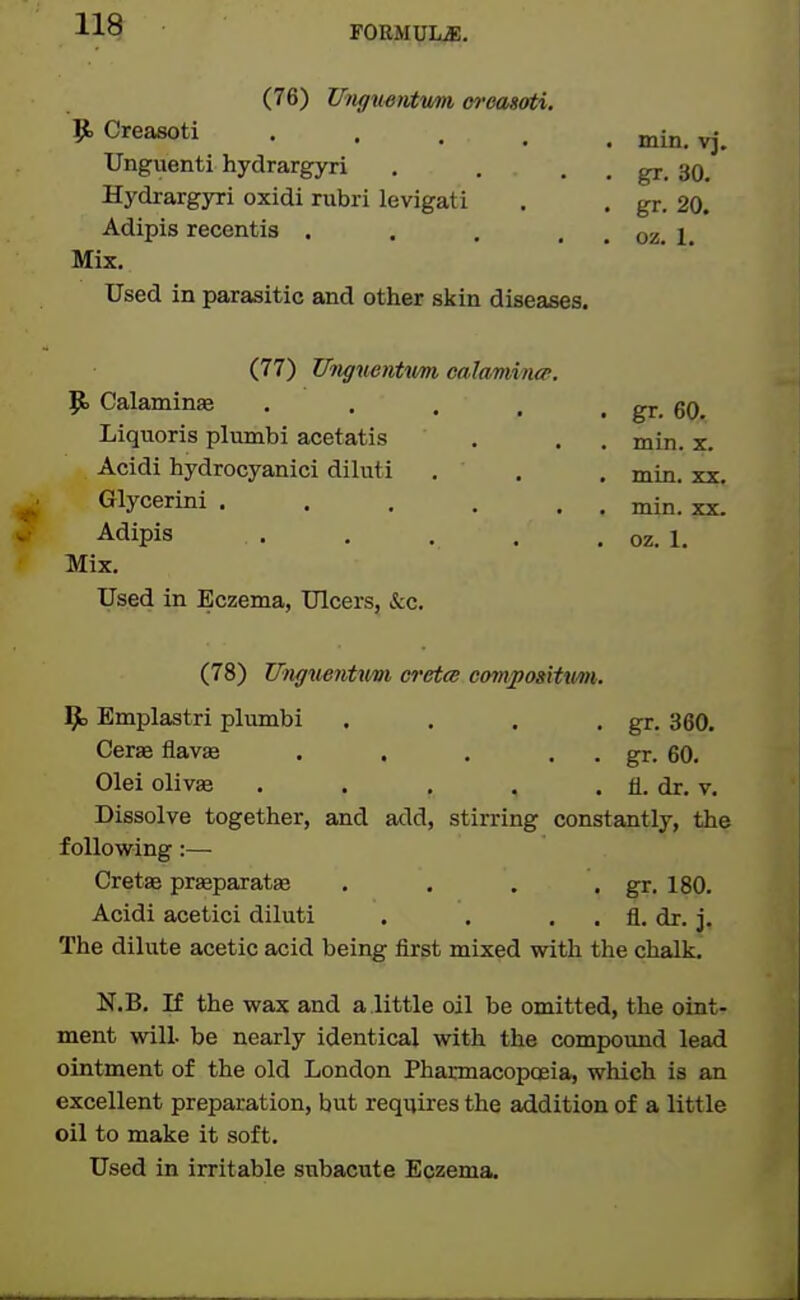 118
FORMULÆ.
(76) Unguentum creasoti.
℞ Creasoti . . . . . min. vj.
Unguenti hydrargyri . . . . gr. 30.
Hydrargyri oxidi rubri levigati . . gr. 20.
Adipis recentis . . . . . oz. 1.
Mix.
Used in parasitic and other skin diseases.
(77) Unguentum calaminæ.
℞ Calaminæ . . . . . gr. 60.
Liquoris plumbi acetatis . . . min. x.
Acidi hydrocyanici diluti . . . min. xx.
Glycerini . . . . . . min. xx.
Adipis . . . . . oz. 1.
Mix.
Used in Eczema, Ulcers, &c.
(78) Unguentum cretæ compositum.
℞ Emplastri plumbi . . . . gr. 360.
Ceræ flavæ . . . . . gr. 60.
Olei olivæ . . . . . fl. dr. v.
Dissolve together, and add, stirring constantly, the
following:—
Cretæ præparatæ . . . . gr. 180.
Acidi acetici diluti . . . . fl. dr. j.
The dilute acetic acid being first mixed with the chalk.
N.B. If the wax and a little oil be omitted, the oint-
ment will be nearly identical with the compound lead
ointment of the old London Pharmacopœia, which is an
excellent preparation, but requires the addition of a little
oil to make it soft.
Used in irritable subacute Eczema.